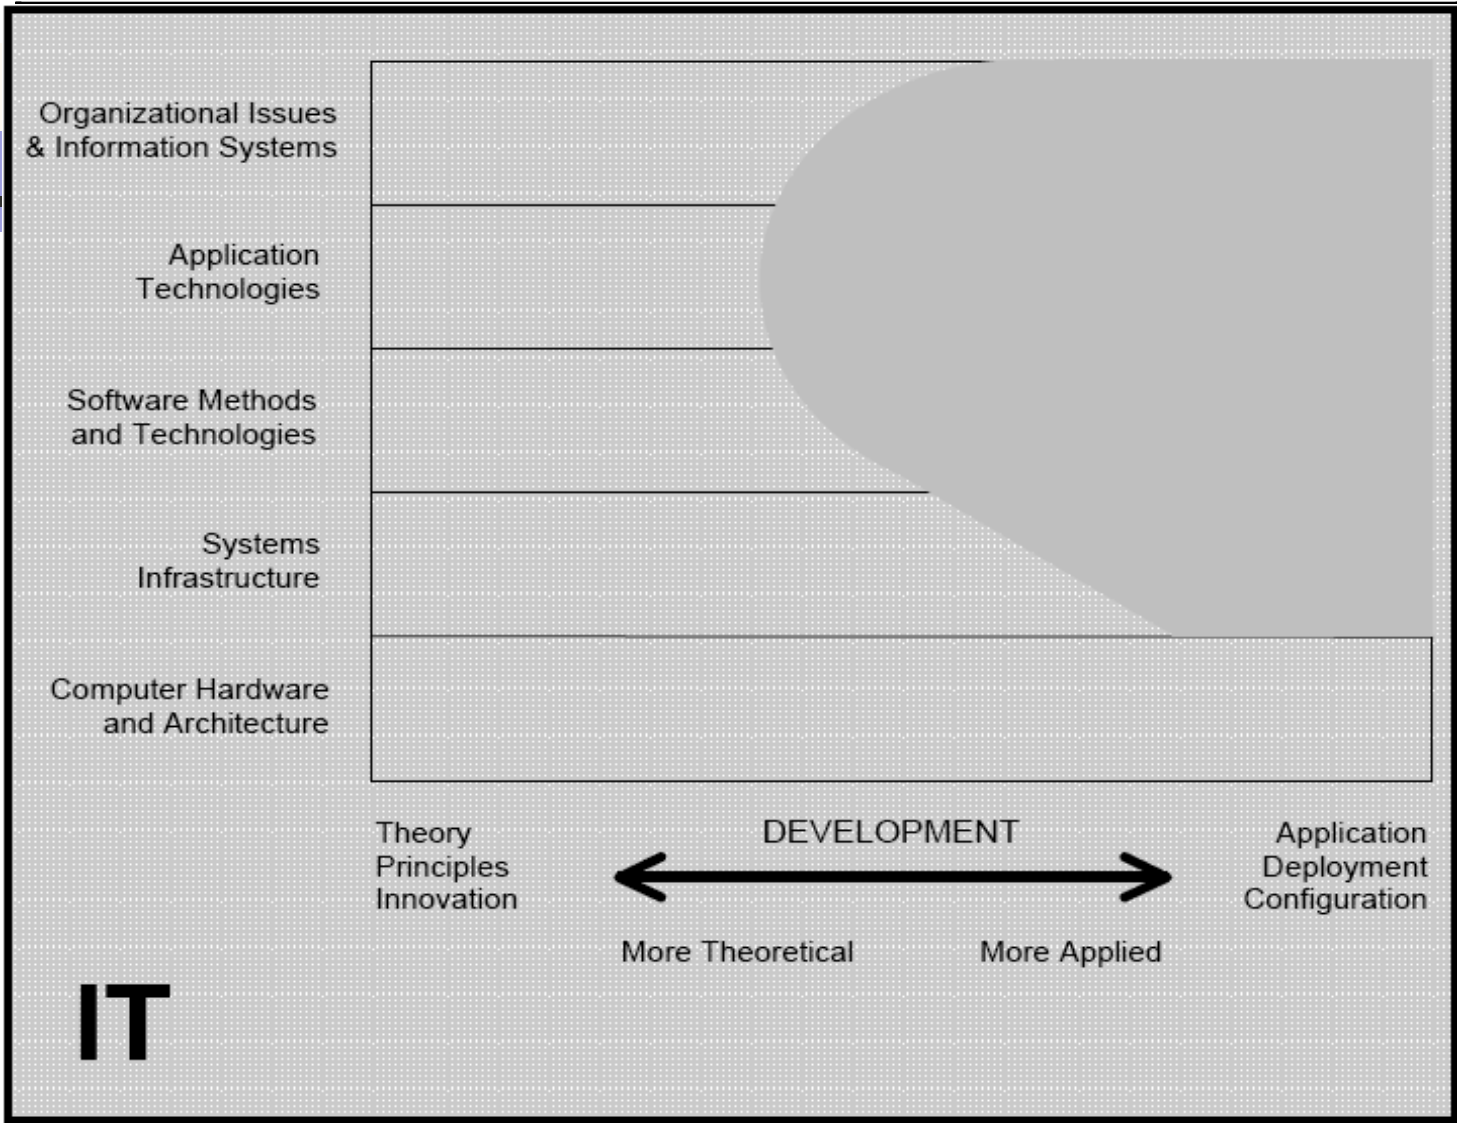 Organizational Issues
& Information Systems
Application
Technologies
Software Methods
and Technologies
Systems
Infrastructure
Computer Hardware
and Architecture
Theory
Principles
Innovation
DEVELOPMENT
Application
Deployment
Configuration
More Theoretical
More Applied
IT